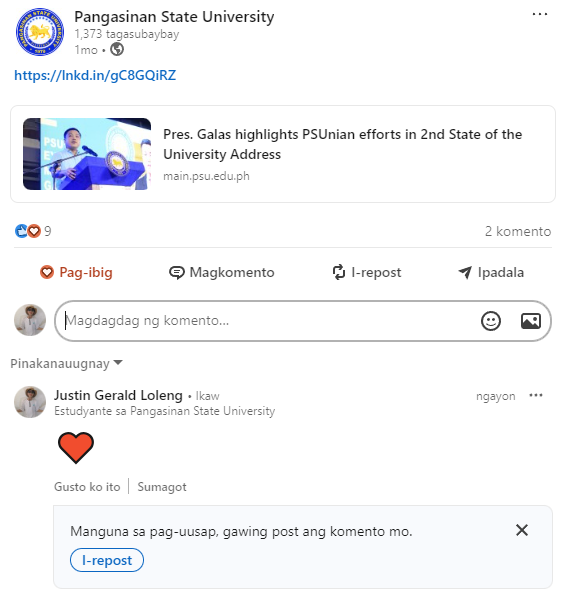 Pangasinan State University
1,373 tagasubaybay
1mo •
https://lnkd.in/gC8GQiRZ
Pres. Galas highlights PSUnian efforts in 2nd State of the
University Address
main.psu.edu.ph
9
2 komento
Pag-ibig
Magkomento
I-repost
Ipadala
Magdagdag ng komento...
Pinakanauugnay
Justin Gerald Loleng • Ikaw
ngayon
Estudyante sa Pangasinan State University
Gusto ko ito
Sumagot
Manguna sa pag-uusap, gawing post ang komento mo.
I-repost